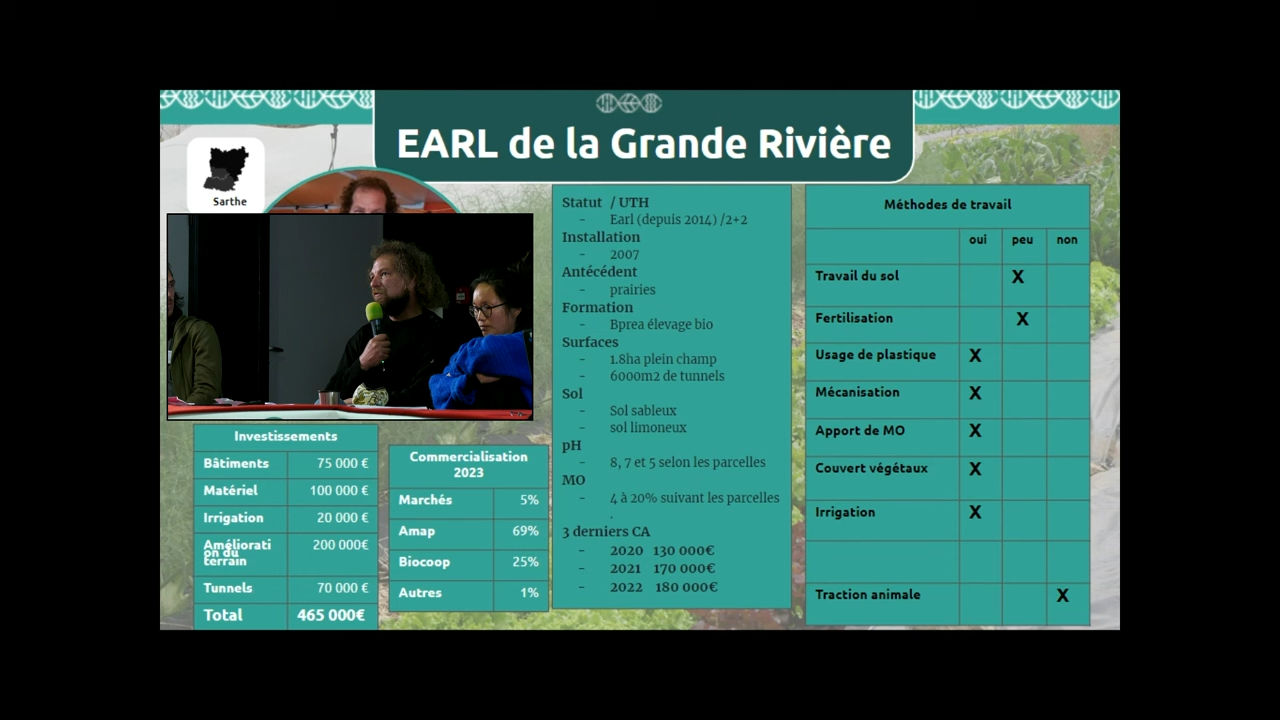 EARL de la Grande Rivière
Sarthe
Investissements
Bâtiments 75 000 €
Matériel 100 000 €
Irrigation 20 000 €
Améliorati
on du
terrain 200 000€
Tunnels 70 000 €
Total 465 000€
Commercialisation
2023
Marchés 5%
Amap 69%
Biocoop 25%
Autres 1%
Statut / UTH
- Earl (depuis 2014) /2+2
Installation
- 2007
Antécédent
- prairies
Formation
- Bprea élevage bio
Surfaces
- 1.8ha plein champ
- 6000m2 de tunnels
Sol
- Sol sableux
- sol limoneux
pH
- 8, 7 et 5 selon les parcelles
MO
- 4 à 20% suivant les parcelles
.
3 derniers CA
- 2020 130 000€
- 2021 170 000€
- 2022 180 000€
Méthodes de travail
oui peu non
Travail du sol X
Fertilisation X
Usage de plastique X
Mécanisation X
Apport de MO X
Couvert végétaux X
Irrigation X
Traction animale X